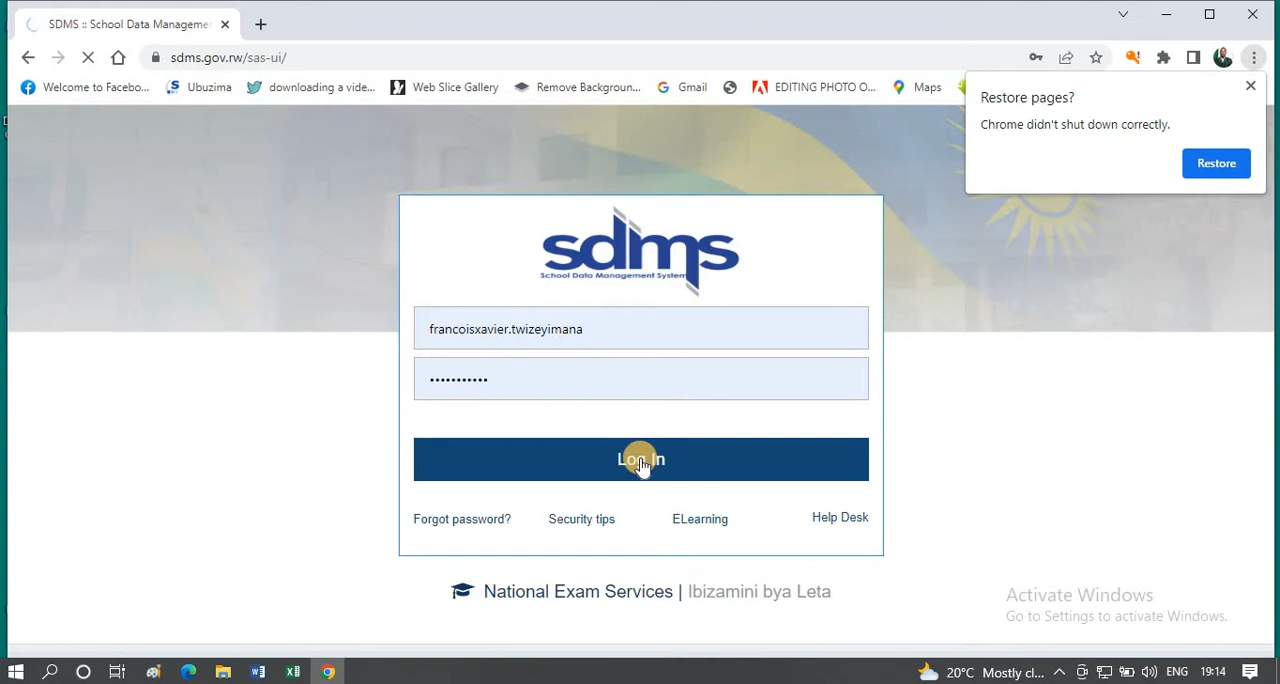 SDMS :: School Data Managemer
sdms.gov.rw/sas-ui/
Welcome to Facebo... Ubuzima downloading a vide... Web Slice Gallery Remove Backgroun... Gmail EDITING PHOTO O... Maps
Restore pages?
Chrome didn't shut down correctly.
Restore
sdms
School Data Management System
francoisxavier.twizeyimana
•••••••••••
Log In
Forgot password? Security tips ELearning Help Desk
National Exam Services | Ibizamini bya Leta
Activate Windows
Go to Settings to activate Windows.
20°C Mostly cl... ENG 19:14